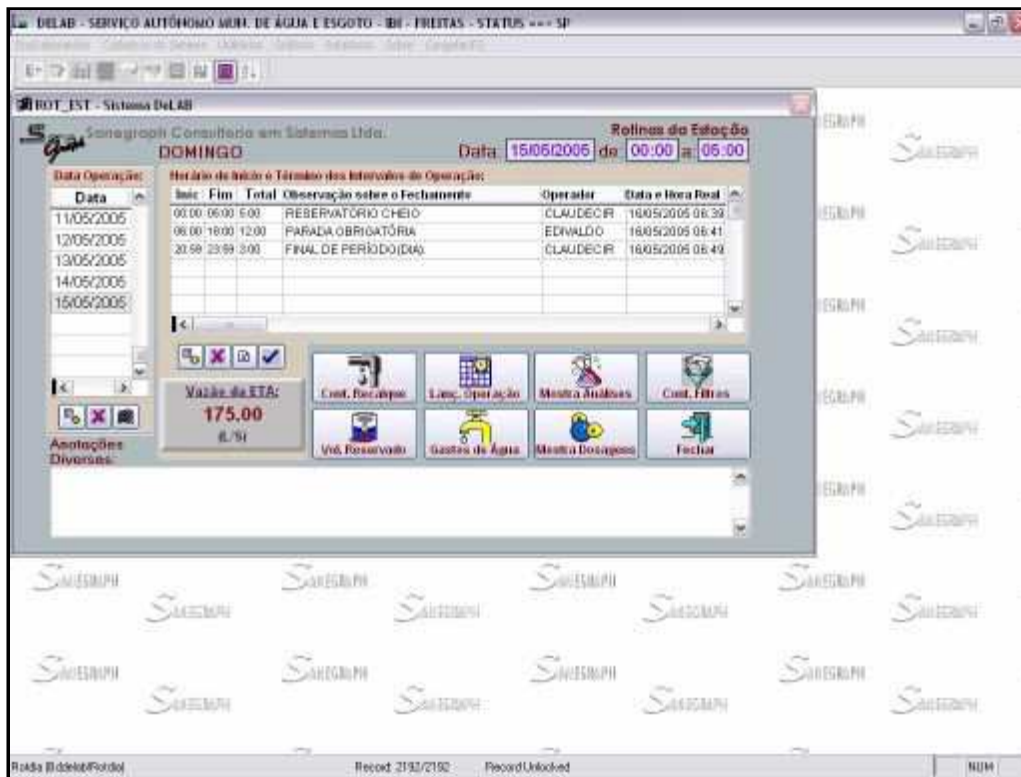 DELAB - SERVIÇO AUTÔNOMO MUN. DE ÁGUA E ESGOTO - - FREITAS - STATUS ==> SP
ROT_EST - Sistema DeLAB
Sanegraph Consultoria em Sistemas Ltda.
Rotinas da Estação
DOMINGO
Data: 15/05/2005 de 00:00 a 05:00
Data Operação:
Horário de Início e Término dos Intervalos de Operação:
Data
Inic Fim Total Observação sobre o Fechamento Operador Data e Hora Real
11/05/2005
12/05/2005
13/05/2005
14/05/2005
15/05/2005
00:00 05:00 5:00 RESERVATÓRIO CHEIO CLAUDECIR 16/05/2005 06:39
06:00 18:00 12:00 PARADA OBRIGATÓRIA EDIVALDO 16/05/2005 06:41
20:59 23:59 3:00 FINAL DE PERÍODO(DIA) CLAUDECIR 16/05/2005 06:49
Vazão da ETA:
175.00
(L/S)
Cont. Recalque
Lanç. Operação
Mostra Análises
Cont. Filtros
Vol. Reservado
Gastos de Água
Mostra Dosagens
Fechar
Anotações
Diversas:
SANEGRAPH
Record: 2192/2192
Record Unlocked
NUM